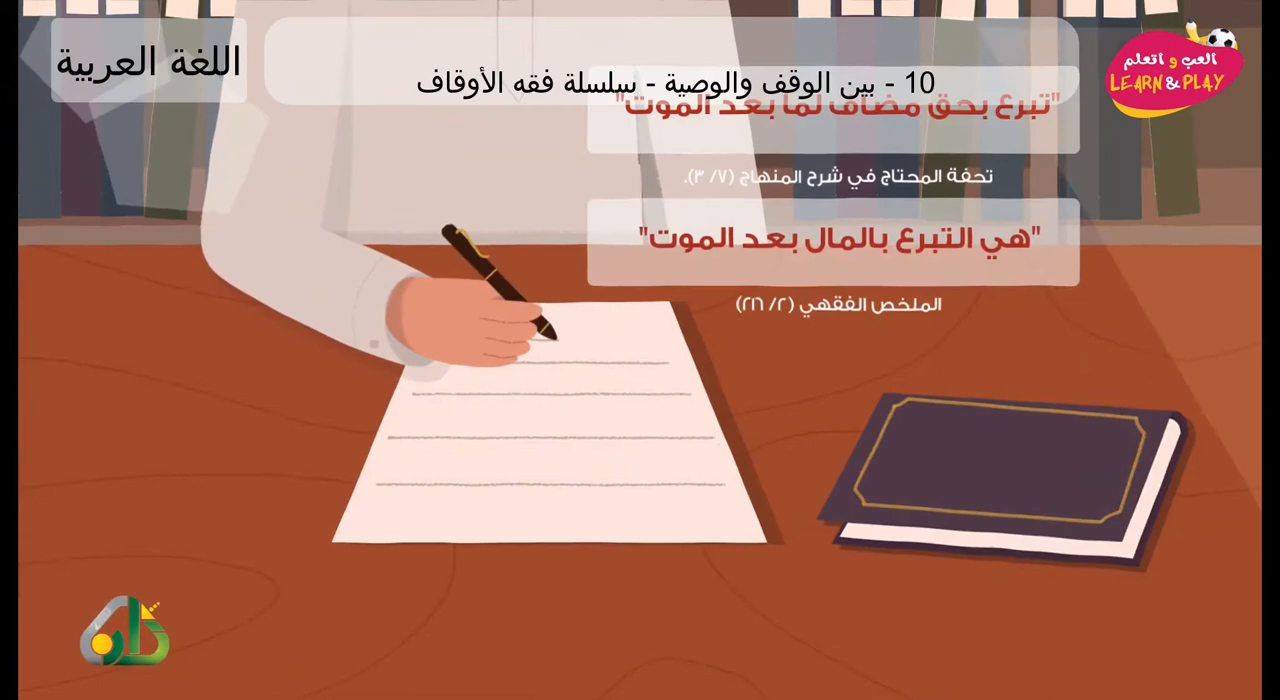 اللغة العربية
10 - بين الوقف والوصية - سلسلة فقه الأوقاف
العب و اتعلم
LEARN & PLAY
"تبرع بحق مضاف لما بعد الموت"
تحفة المحتاج في شرح المنهاج (٧/ ٣).
"هي التبرع بالمال بعد الموت"
الملخص الفقهي (٢/ ٢١٦)